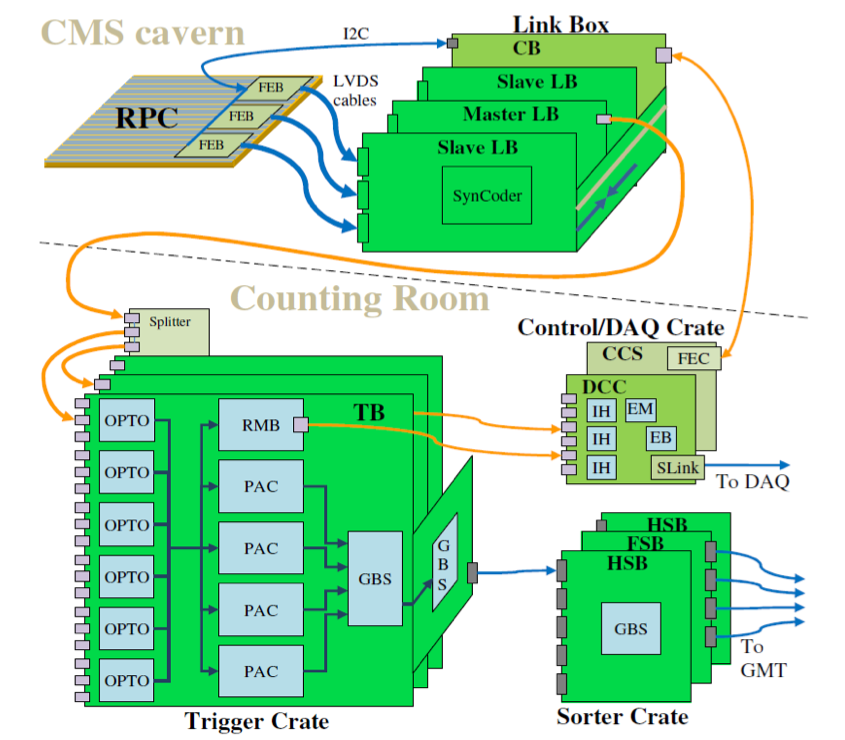 CMS cavern
I2C
Link Box
CB
FEB
LVDS
cables
Slave LB
RPC
FEB
Master LB
FEB
Slave LB
SynCoder
Counting Room
Splitter
Control/DAQ Crate
CCS
FEC
DCC
IH
EM
IH
EB
IH
SLink
To DAQ
OPTO
RMB
TB
OPTO
PAC
OPTO
PAC
OPTO
GBS
G
B
S
PAC
OPTO
OPTO
PAC
HSB
FSB
HSB
GBS
To
GMT
Trigger Crate
Sorter Crate